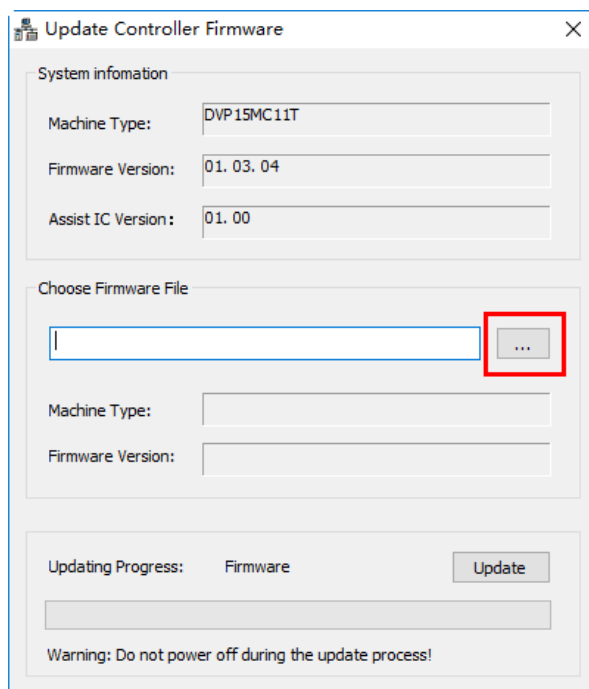 Update Controller Firmware
System infomation
Machine Type: DVP15MC11T
Firmware Version: 01. 03. 04
Assist IC Version: 01. 00
Choose Firmware File
...
Machine Type:
Firmware Version:
Updating Progress: Firmware Update
Warning: Do not power off during the update process!